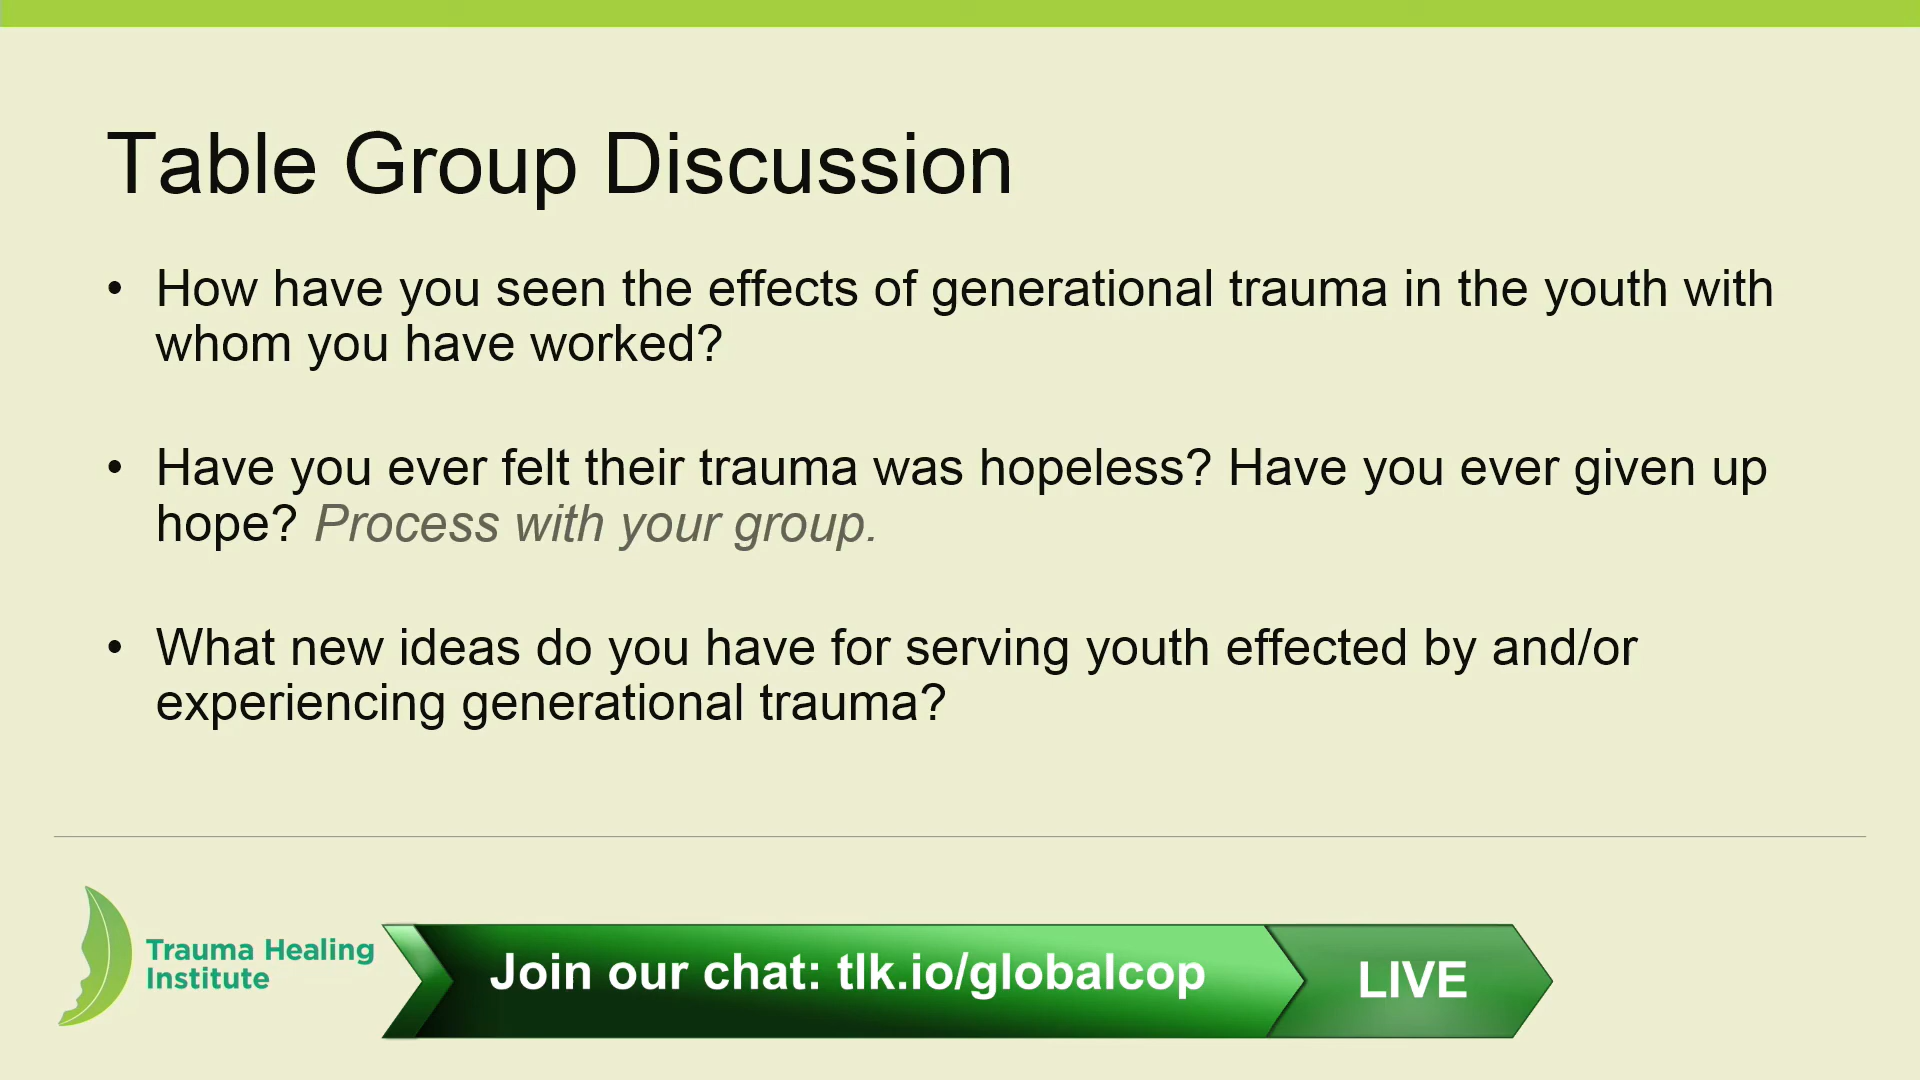 Table Group Discussion
• How have you seen the effects of generational trauma in the youth with
whom you have worked?
• Have you ever felt their trauma was hopeless? Have you ever given up
hope? Process with your group.
• What new ideas do you have for serving youth effected by and/or
experiencing generational trauma?
Trauma Healing
Institute
Join our chat: tlk.io/globalcop
LIVE